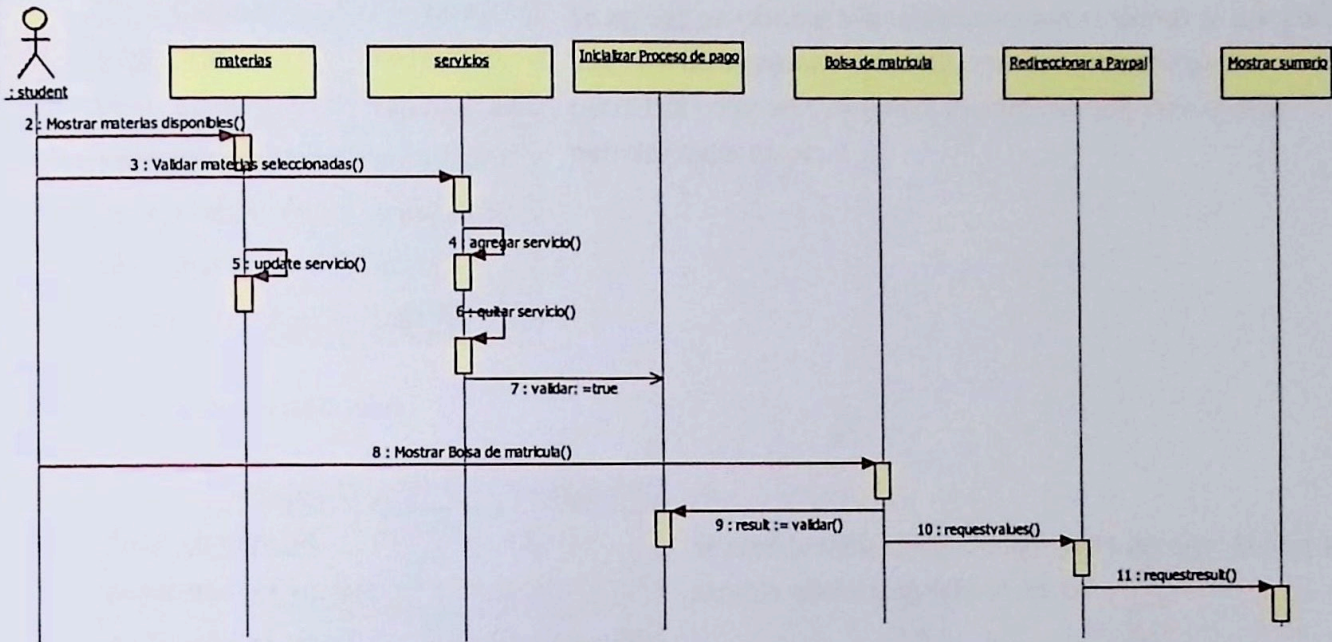 : student
materias
servicios
Inicializar Proceso de pago
Bolsa de matricula
Redireccionar a Paypal
Mostrar sumario
2 : Mostrar materias disponibles()
3 : Validar materias seleccionadas()
4 : agregar servicio()
5 : update servicio()
6 : quitar servicio()
7 : validar: =true
8 : Mostrar Bolsa de matricula()
9 : result := validar()
10 : requestvalues()
11 : requestresult()